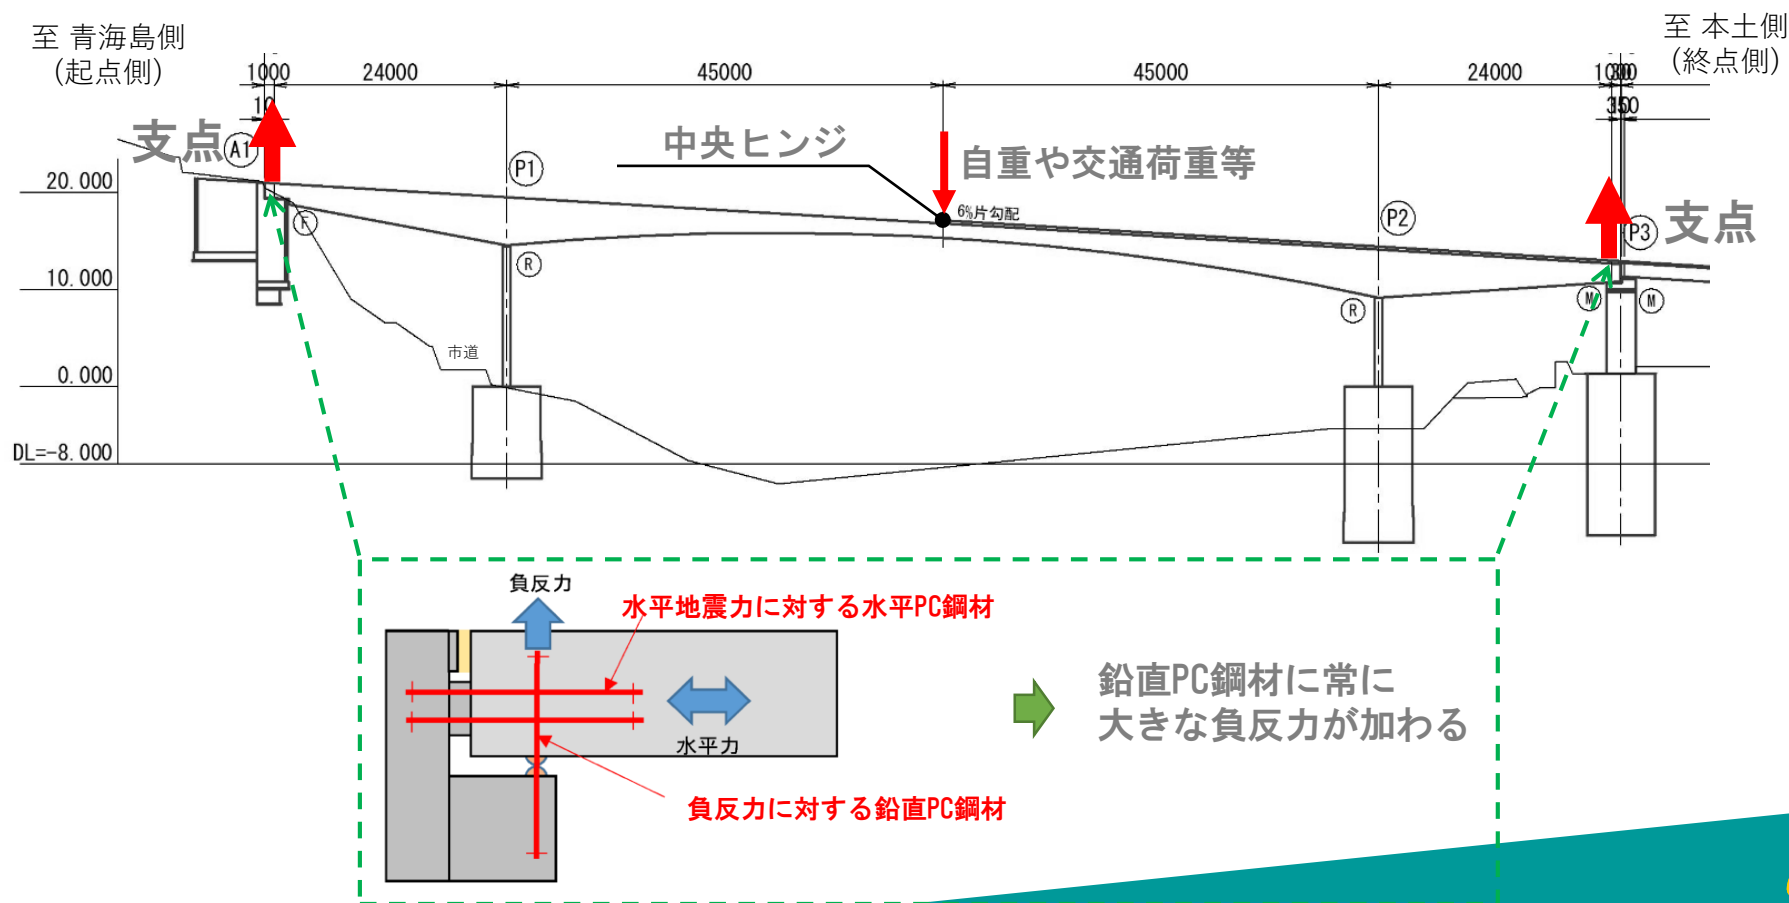 至 青海島側
(起点側)
至 本土側
(終点側)
1000
24000
45000
45000
24000
支点
A1
P1
中央ヒンジ
自重や交通荷重等
6%片勾配
P2
P3
支点
20.000
F
R
10.000
R
M
M
市道
0.000
DL=-8.000
負反力
水平地震力に対する水平PC鋼材
水平力
負反力に対する鉛直PC鋼材
鉛直PC鋼材に常に
大きな負反力が加わる